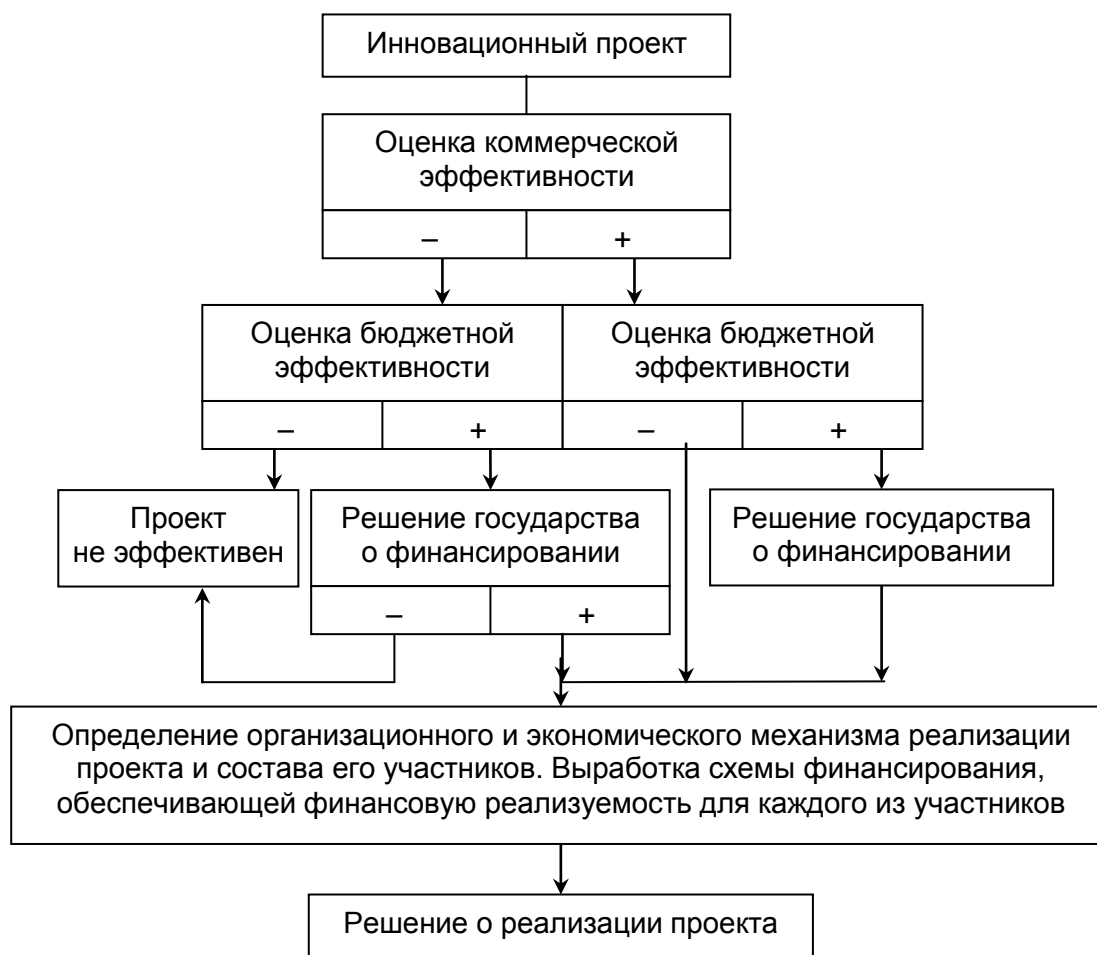 Инновационный проект
Оценка коммерческой
эффективности
–
+
Оценка бюджетной
эффективности
Оценка бюджетной
эффективности
–
+
–
+
Проект
не эффективен
Решение государства
о финансировании
Решение государства
о финансировании
–
+
Определение организационного и экономического механизма реализации
проекта и состава его участников. Выработка схемы финансирования,
обеспечивающей финансовую реализуемость для каждого из участников
Решение о реализации проекта